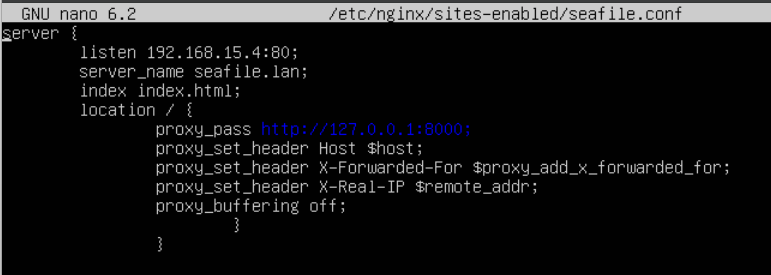 GNU nano 6.2 /etc/nginx/sites-enabled/seafile.conf
server {
listen 192.168.15.4:80;
server_name seafile.lan;
index index.html;
location / {
proxy_pass http://127.0.0.1:8000;
proxy_set_header Host $host;
proxy_set_header X-Forwarded-For $proxy_add_x_forwarded_for;
proxy_set_header X-Real-IP $remote_addr;
proxy_buffering off;
}
}